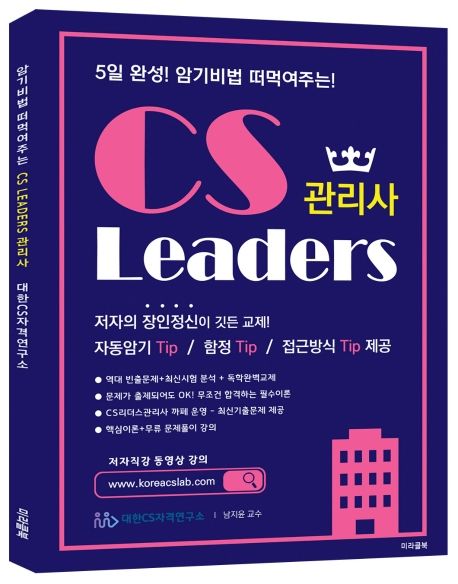 암기비법 떠먹여주는 CS LEADERS 관리사 대한CS자격연구소
미라클북
5일 완성! 암기비법 떠먹여주는!
CS
관리사
Leaders
저자의 장인정신이 깃든 교제!
자동암기 Tip / 함정 Tip / 접근방식 Tip 제공
● 역대 빈출문제+최신시험 분석 + 독학완벽교제
● 문제가 출제되어도 OK! 무조건 합격하는 필수이론
● CS리더스관리사 까페 운영 - 최신기출문제 제공
● 핵심이론+무류 문제풀이 강의
저자직강 동영상 강의
www.koreacslab.com
대한CS자격연구소 | 남지윤 교수
미라클북